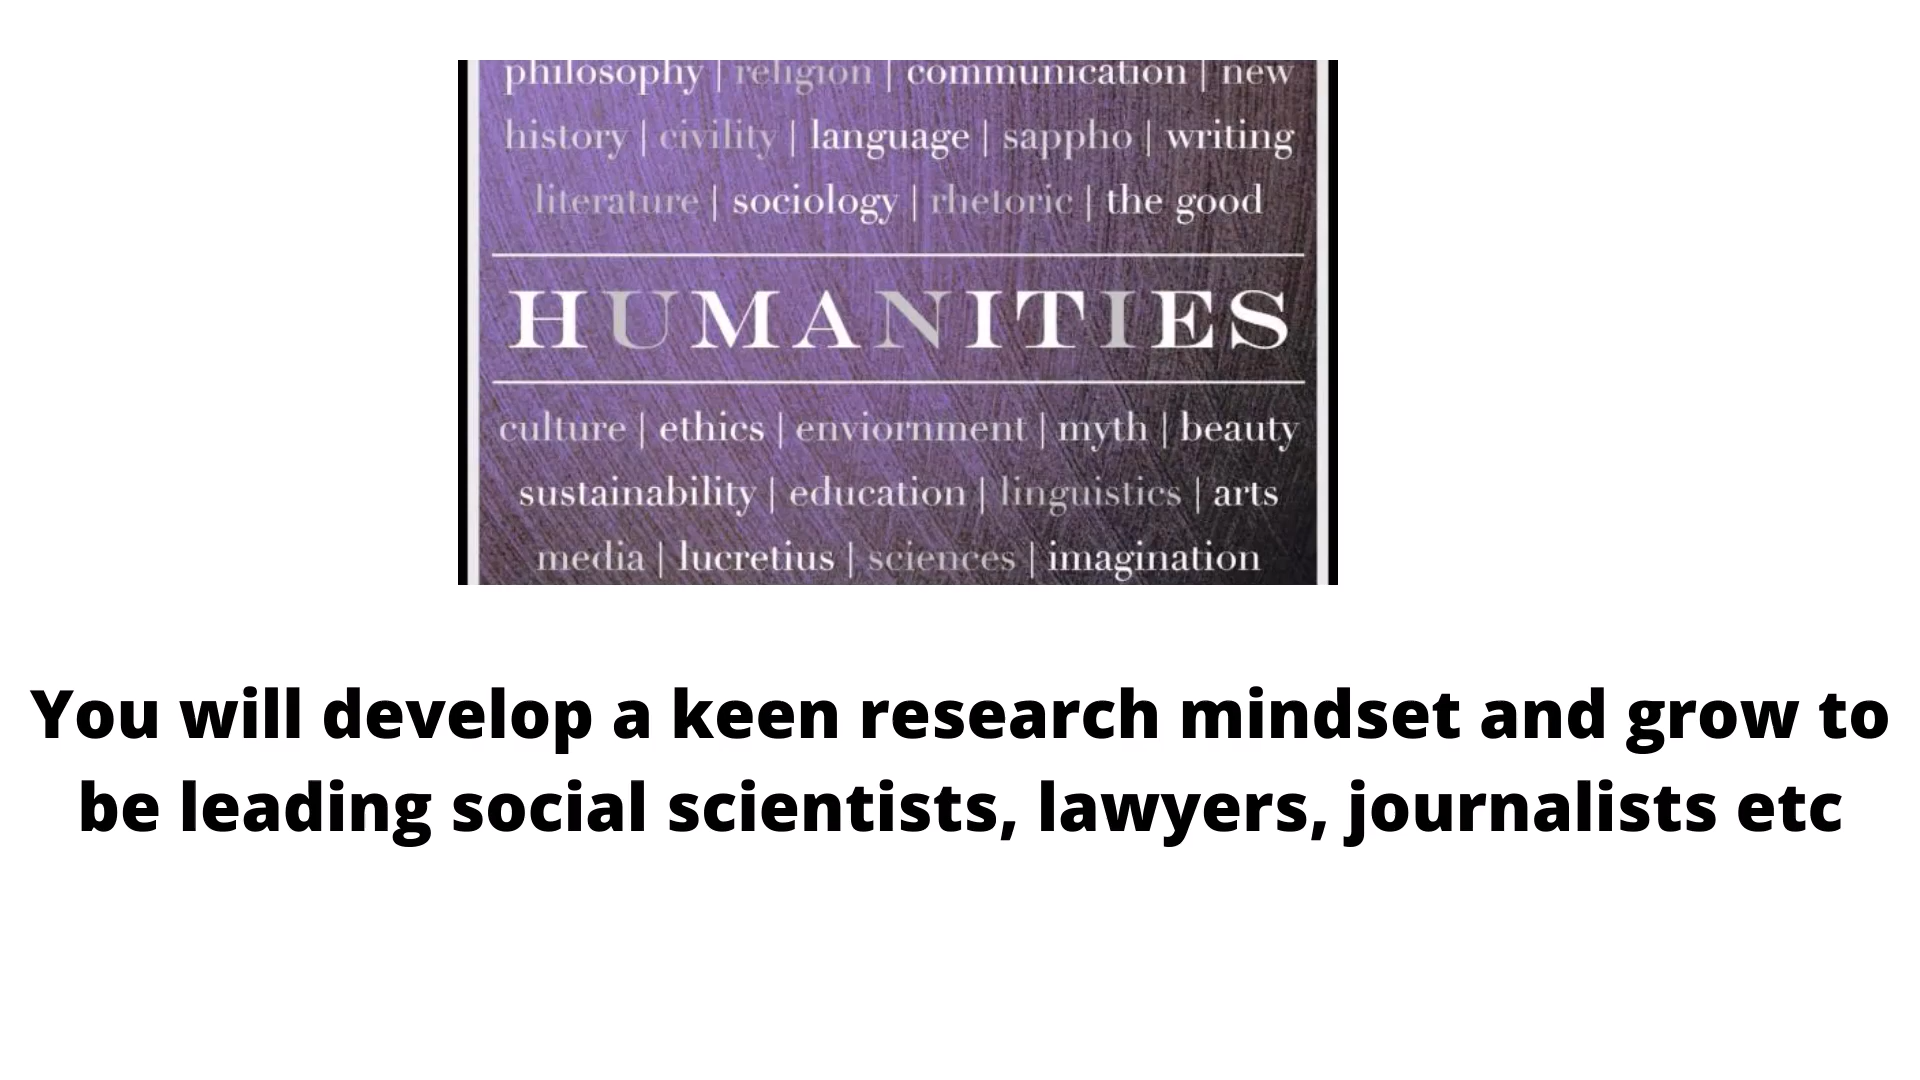 philosophy | religion | communication | new
history | civility | language | sappho | writing
literature | sociology | rhetoric | the good
HUMANITIES
culture | ethics | enviornment | myth | beauty
sustainability | education | linguistics | arts
media | lucretius | sciences | imagination
You will develop a keen research mindset and grow to
be leading social scientists, lawyers, journalists etc